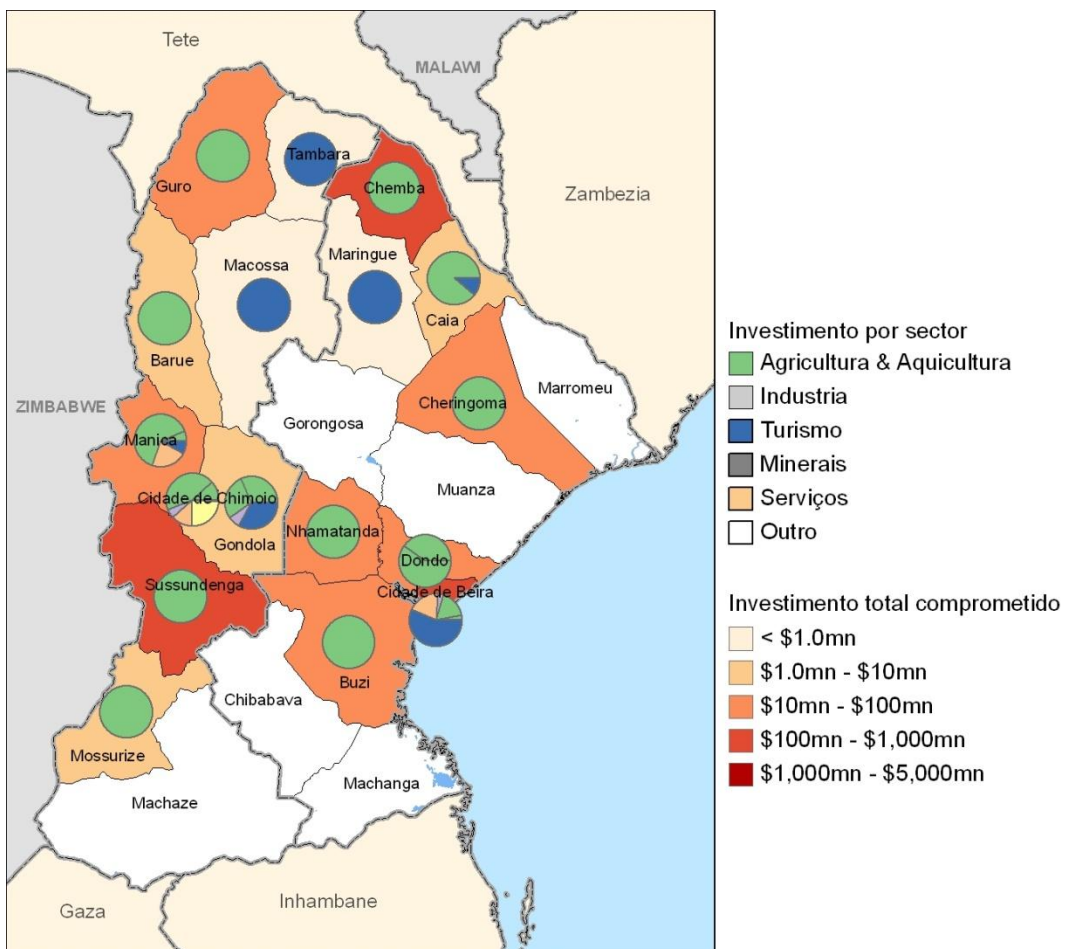 Tete
MALAWI
Tambara
Guro
Chemba
Zambezia
Macossa
Maringue
Caia
Barue
Marromeu
Cheringoma
ZIMBABWE
Gorongosa
Manica
Muanza
Cidade de Chimoio
Nhamatanda
Gondola
Dondo
Sussundenga
Cidade de Beira
Buzi
Chibabava
Mossurize
Machanga
Machaze
Inhambane
Gaza
Investimento por sector
Agricultura & Aquicultura
Industria
Turismo
Minerais
Serviços
Outro
Investimento total comprometido
< $1.0mn
$1.0mn - $10mn
$10mn - $100mn
$100mn - $1,000mn
$1,000mn - $5,000mn